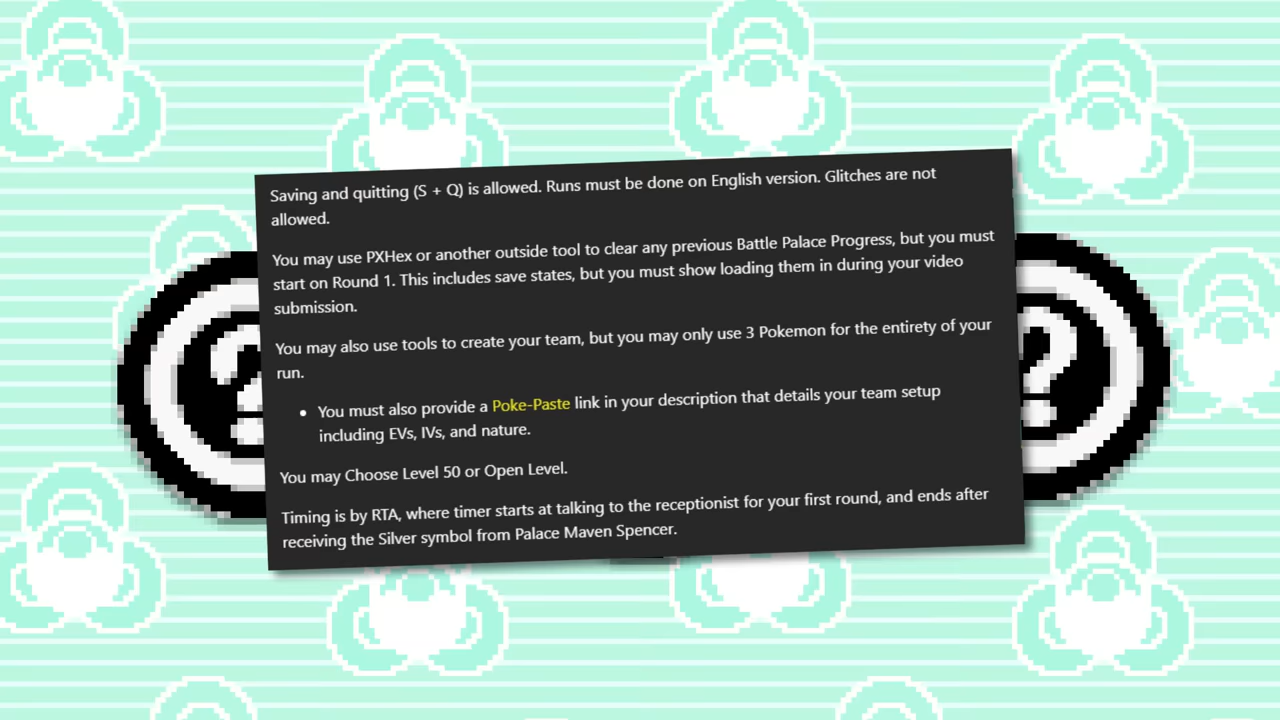 Saving and quitting (S + Q) is allowed. Runs must be done on English version. Glitches are not
allowed.
You may use PXHex or another outside tool to clear any previous Battle Palace Progress, but you must
start on Round 1. This includes save states, but you must show loading them in during your video
submission.
You may also use tools to create your team, but you may only use 3 Pokemon for the entirety of your
run.
• You must also provide a Poke-Paste link in your description that details your team setup
including EVs, IVs, and nature.
You may Choose Level 50 or Open Level.
Timing is by RTA, where timer starts at talking to the receptionist for your first round, and ends after
receiving the Silver symbol from Palace Maven Spencer.